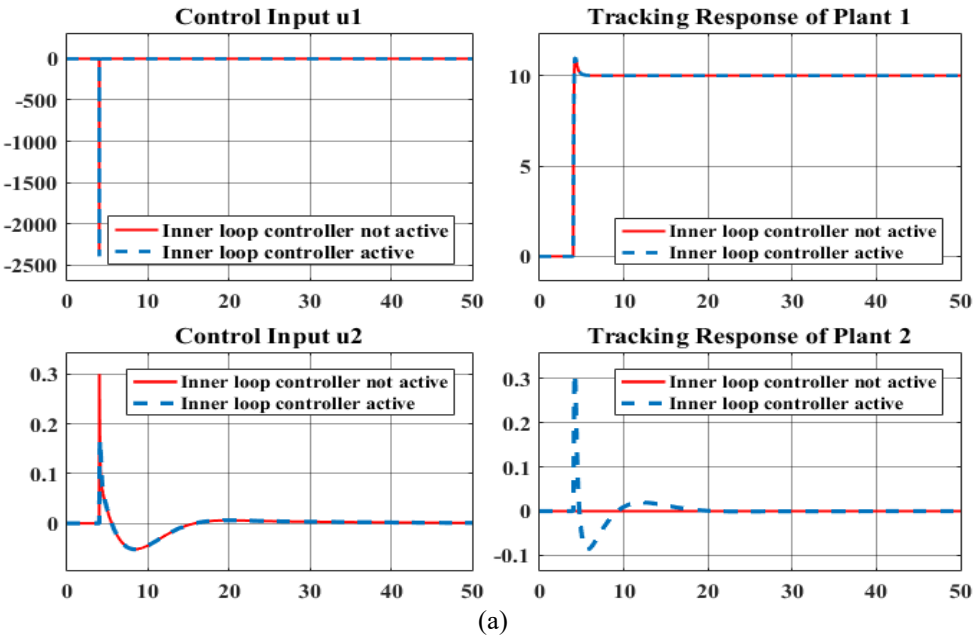 Control Input u1
0
-500
-1000
-1500
-2000
-2500
Inner loop controller not active
Inner loop controller active
0 10 20 30 40 50
Tracking Response of Plant 1
10
5
0
Inner loop controller not active
Inner loop controller active
0 10 20 30 40 50
Control Input u2
0.3
0.2
0.1
0
Inner loop controller not active
Inner loop controller active
0 10 20 30 40 50
Tracking Response of Plant 2
0.3
0.2
0.1
0
-0.1
Inner loop controller not active
Inner loop controller active
0 10 20 30 40 50
(a)